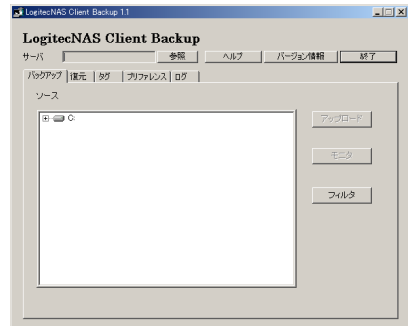 LogitecNAS Client Backup 1.1
LogitecNAS Client Backup
サーバ 参照 ヘルプ バージョン情報 終了
バックアップ 復元 タグ プリファレンス ログ
ソース
C:
アップロード
モニタ
フィルタ